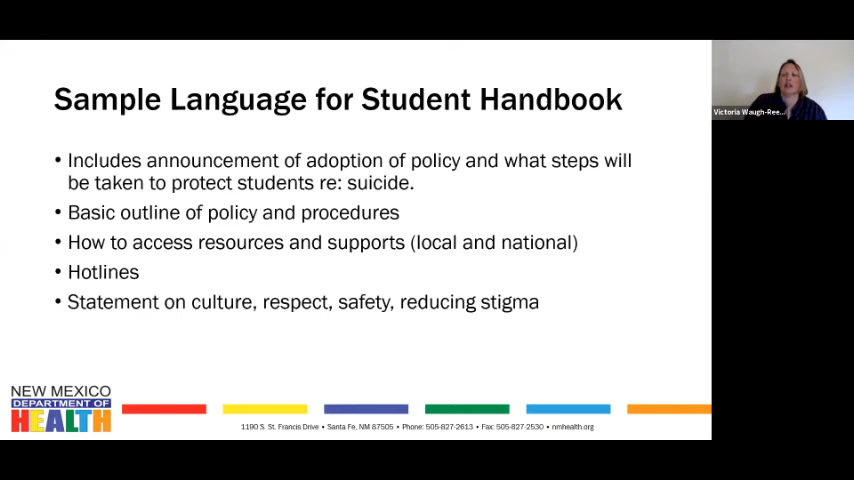 Sample Language for Student Handbook
• Includes announcement of adoption of policy and what steps will
be taken to protect students re: suicide.
• Basic outline of policy and procedures
• How to access resources and supports (local and national)
• Hotlines
• Statement on culture, respect, safety, reducing stigma
NEW MEXICO
DEPARTMENT OF
HEALTH
1190 S. St. Francis Drive • Santa Fe, NM 87505 • Phone: 505-827-2613 • Fax: 505-827-2530 • nmhealth.org
Victoria Waugh-Ree...